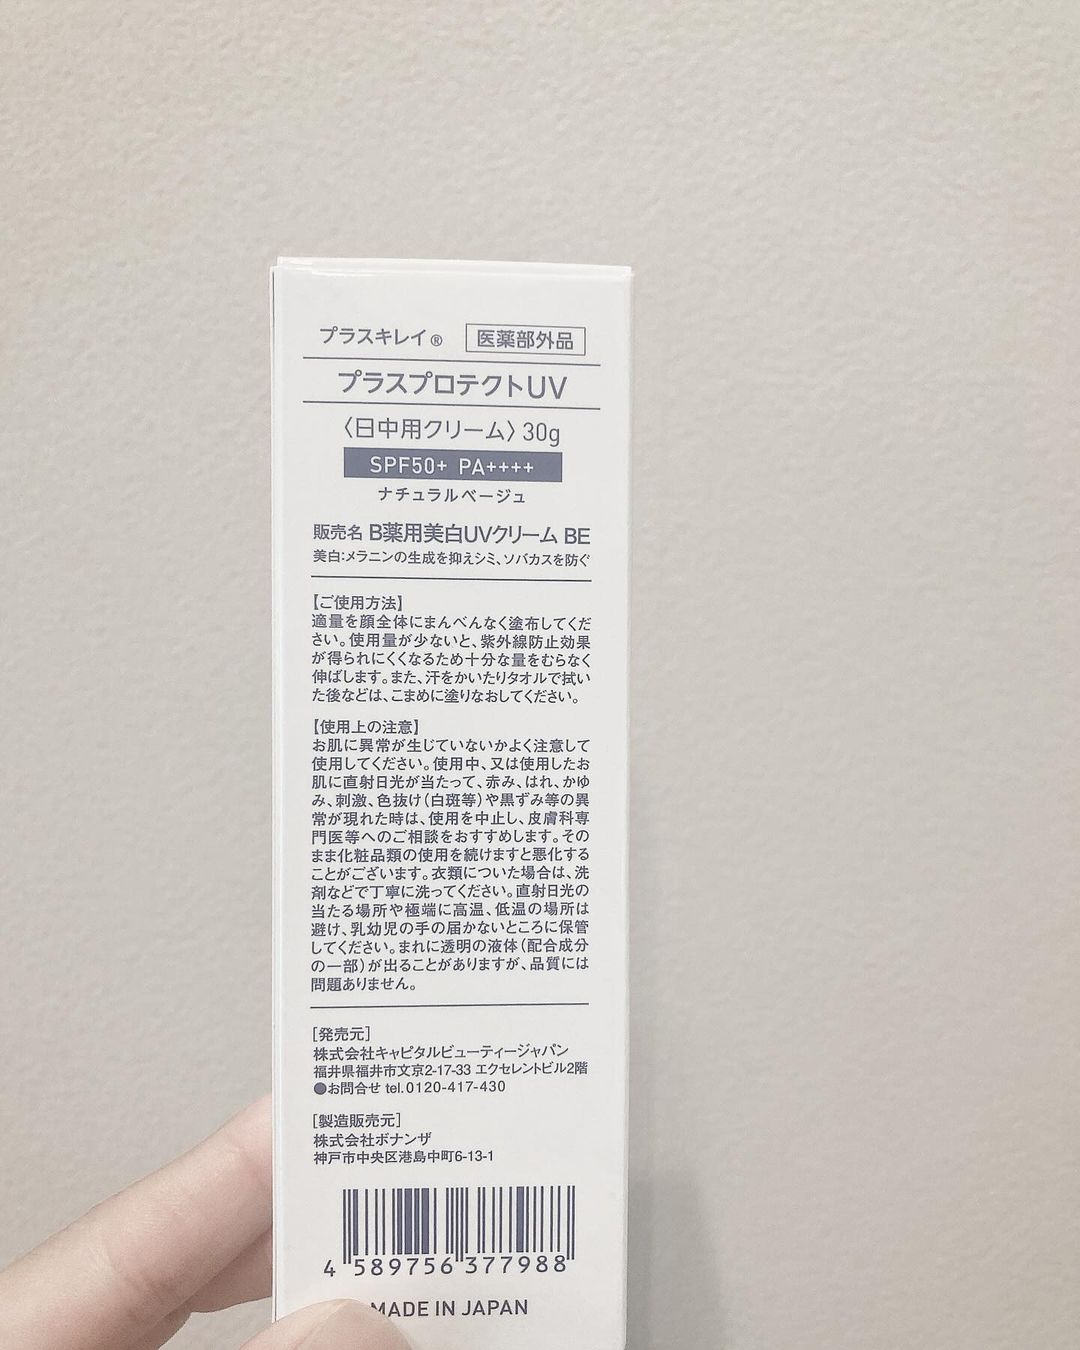 プラスキレイ® 医薬部外品
プラスプロテクトUV
〈日中用クリーム〉30g
SPF50+ PA++++
ナチュラルベージュ
販売名 B薬用美白UVクリーム BE
美白:メラニンの生成を抑えシミ、ソバカスを防ぐ
【ご使用方法】
適量を顔全体にまんべんなく塗布してくだ
さい。使用量が少ないと、紫外線防止効果
が得られにくくなるため十分な量をむらなく
伸ばします。また、汗をかいたりタオルで拭い
た後などは、こまめに塗りなおしてください。
【使用上の注意】
お肌に異常が生じていないかよく注意して
使用してください。使用中、又は使用したお
肌に直射日光が当たって、赤み、はれ、かゆ
み、刺激、色抜け(白斑等)や黒ずみ等の異
常が現れた時は、使用を中止し、皮膚科専
門医等へのご相談をおすすめします。その
まま化粧品類の使用を続けますと悪化する
ことがございます。衣類についた場合は、洗
剤などで丁寧に洗ってください。直射日光の
当たる場所や極端に高温、低温の場所は
避け、乳幼児の手の届かないところに保管
してください。まれに透明の液体(配合成分
の一部)が出ることがありますが、品質には
問題ありません。
[発売元]
株式会社キャピタルビューティージャパン
福井県福井市文京2-17-33 エクセレントビル2階
●お問合せ tel.0120-417-430
[製造販売元]
株式会社ボナンザ
神戸市中央区港島中町6-13-1
4 589756 377988
MADE IN JAPAN